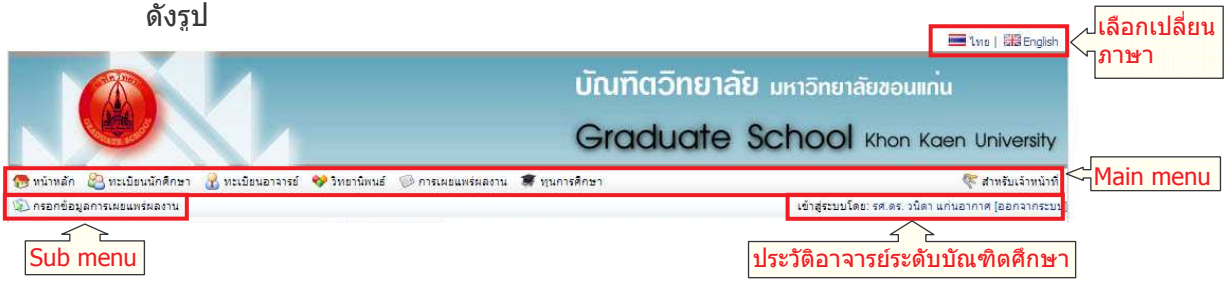 ดังรูป
ไทย | English
เลือกเปลี่ยน
ภาษา
บัณฑิตวิทยาลัย มหาวิทยาลัยขอนแก่น
Graduate School Khon Kaen University
GRADUATE SCHOOL
หน้าหลัก ทะเบียนนักศึกษา ทะเบียนอาจารย์ วิทยานิพนธ์ การเผยแพร่ผลงาน ทุนการศึกษา สำหรับเจ้าหน้าที่
Main menu
กรอกข้อมูลการเผยแพร่ผลงาน เข้าสู่ระบบโดย: รศ.ดร. วนิดา แก่นอากาศ [ออกจากระบบ]
Sub menu
ประวัติอาจารย์ระดับบัณฑิตศึกษา